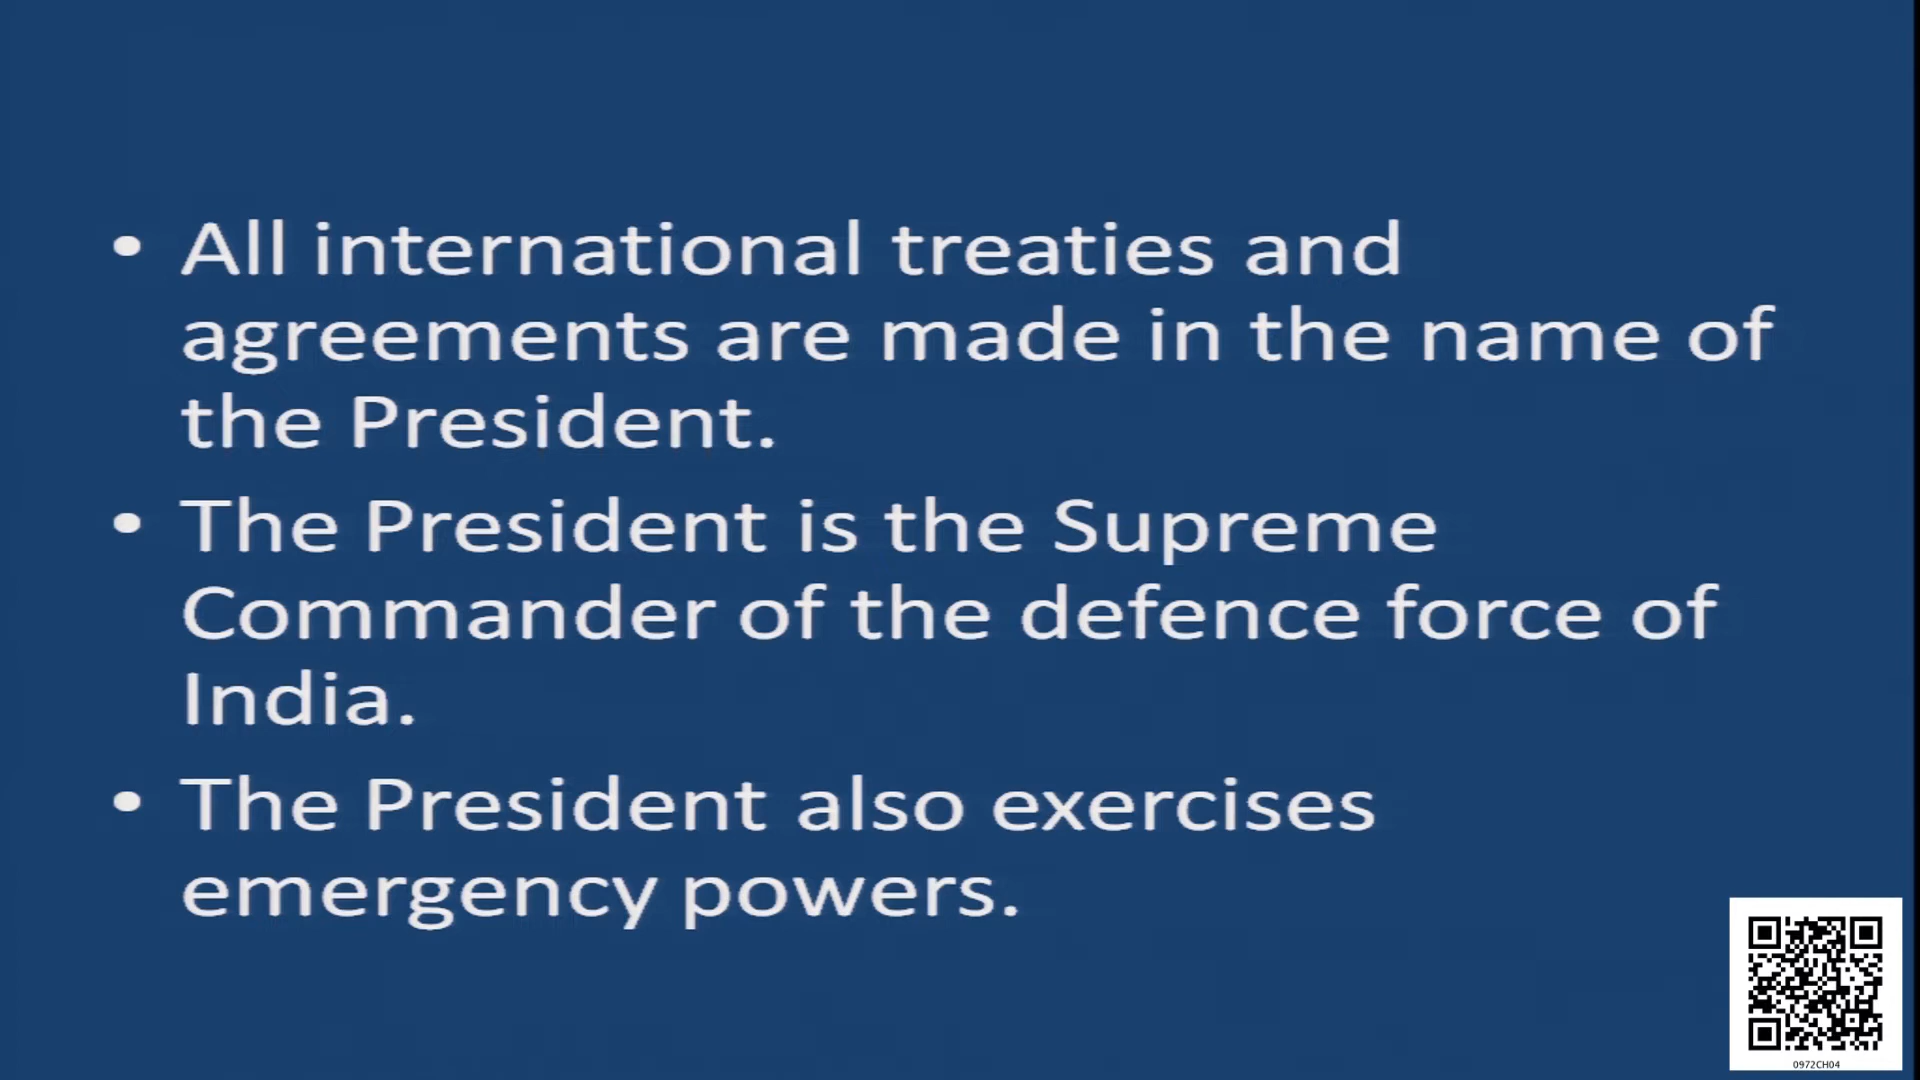 • All international treaties and
agreements are made in the name of
the President.
• The President is the Supreme
Commander of the defence force of
India.
• The President also exercises
emergency powers.
0972CH04